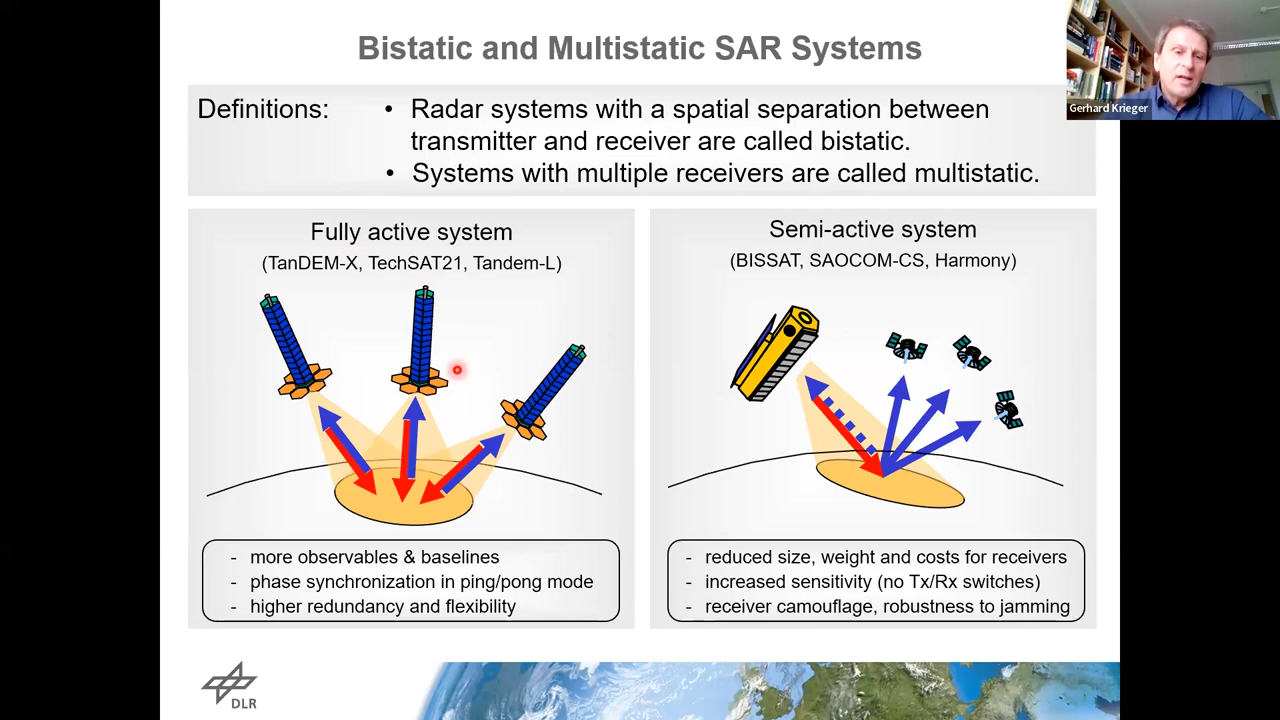 Bistatic and Multistatic SAR Systems
Gerhard Krieger
Definitions:
• Radar systems with a spatial separation between
transmitter and receiver are called bistatic.
• Systems with multiple receivers are called multistatic.
Fully active system
(TanDEM-X, TechSAT21, Tandem-L)
- more observables & baselines
- phase synchronization in ping/pong mode
- higher redundancy and flexibility
Semi-active system
(BISSAT, SAOCOM-CS, Harmony)
- reduced size, weight and costs for receivers
- increased sensitivity (no Tx/Rx switches)
- receiver camouflage, robustness to jamming
DLR